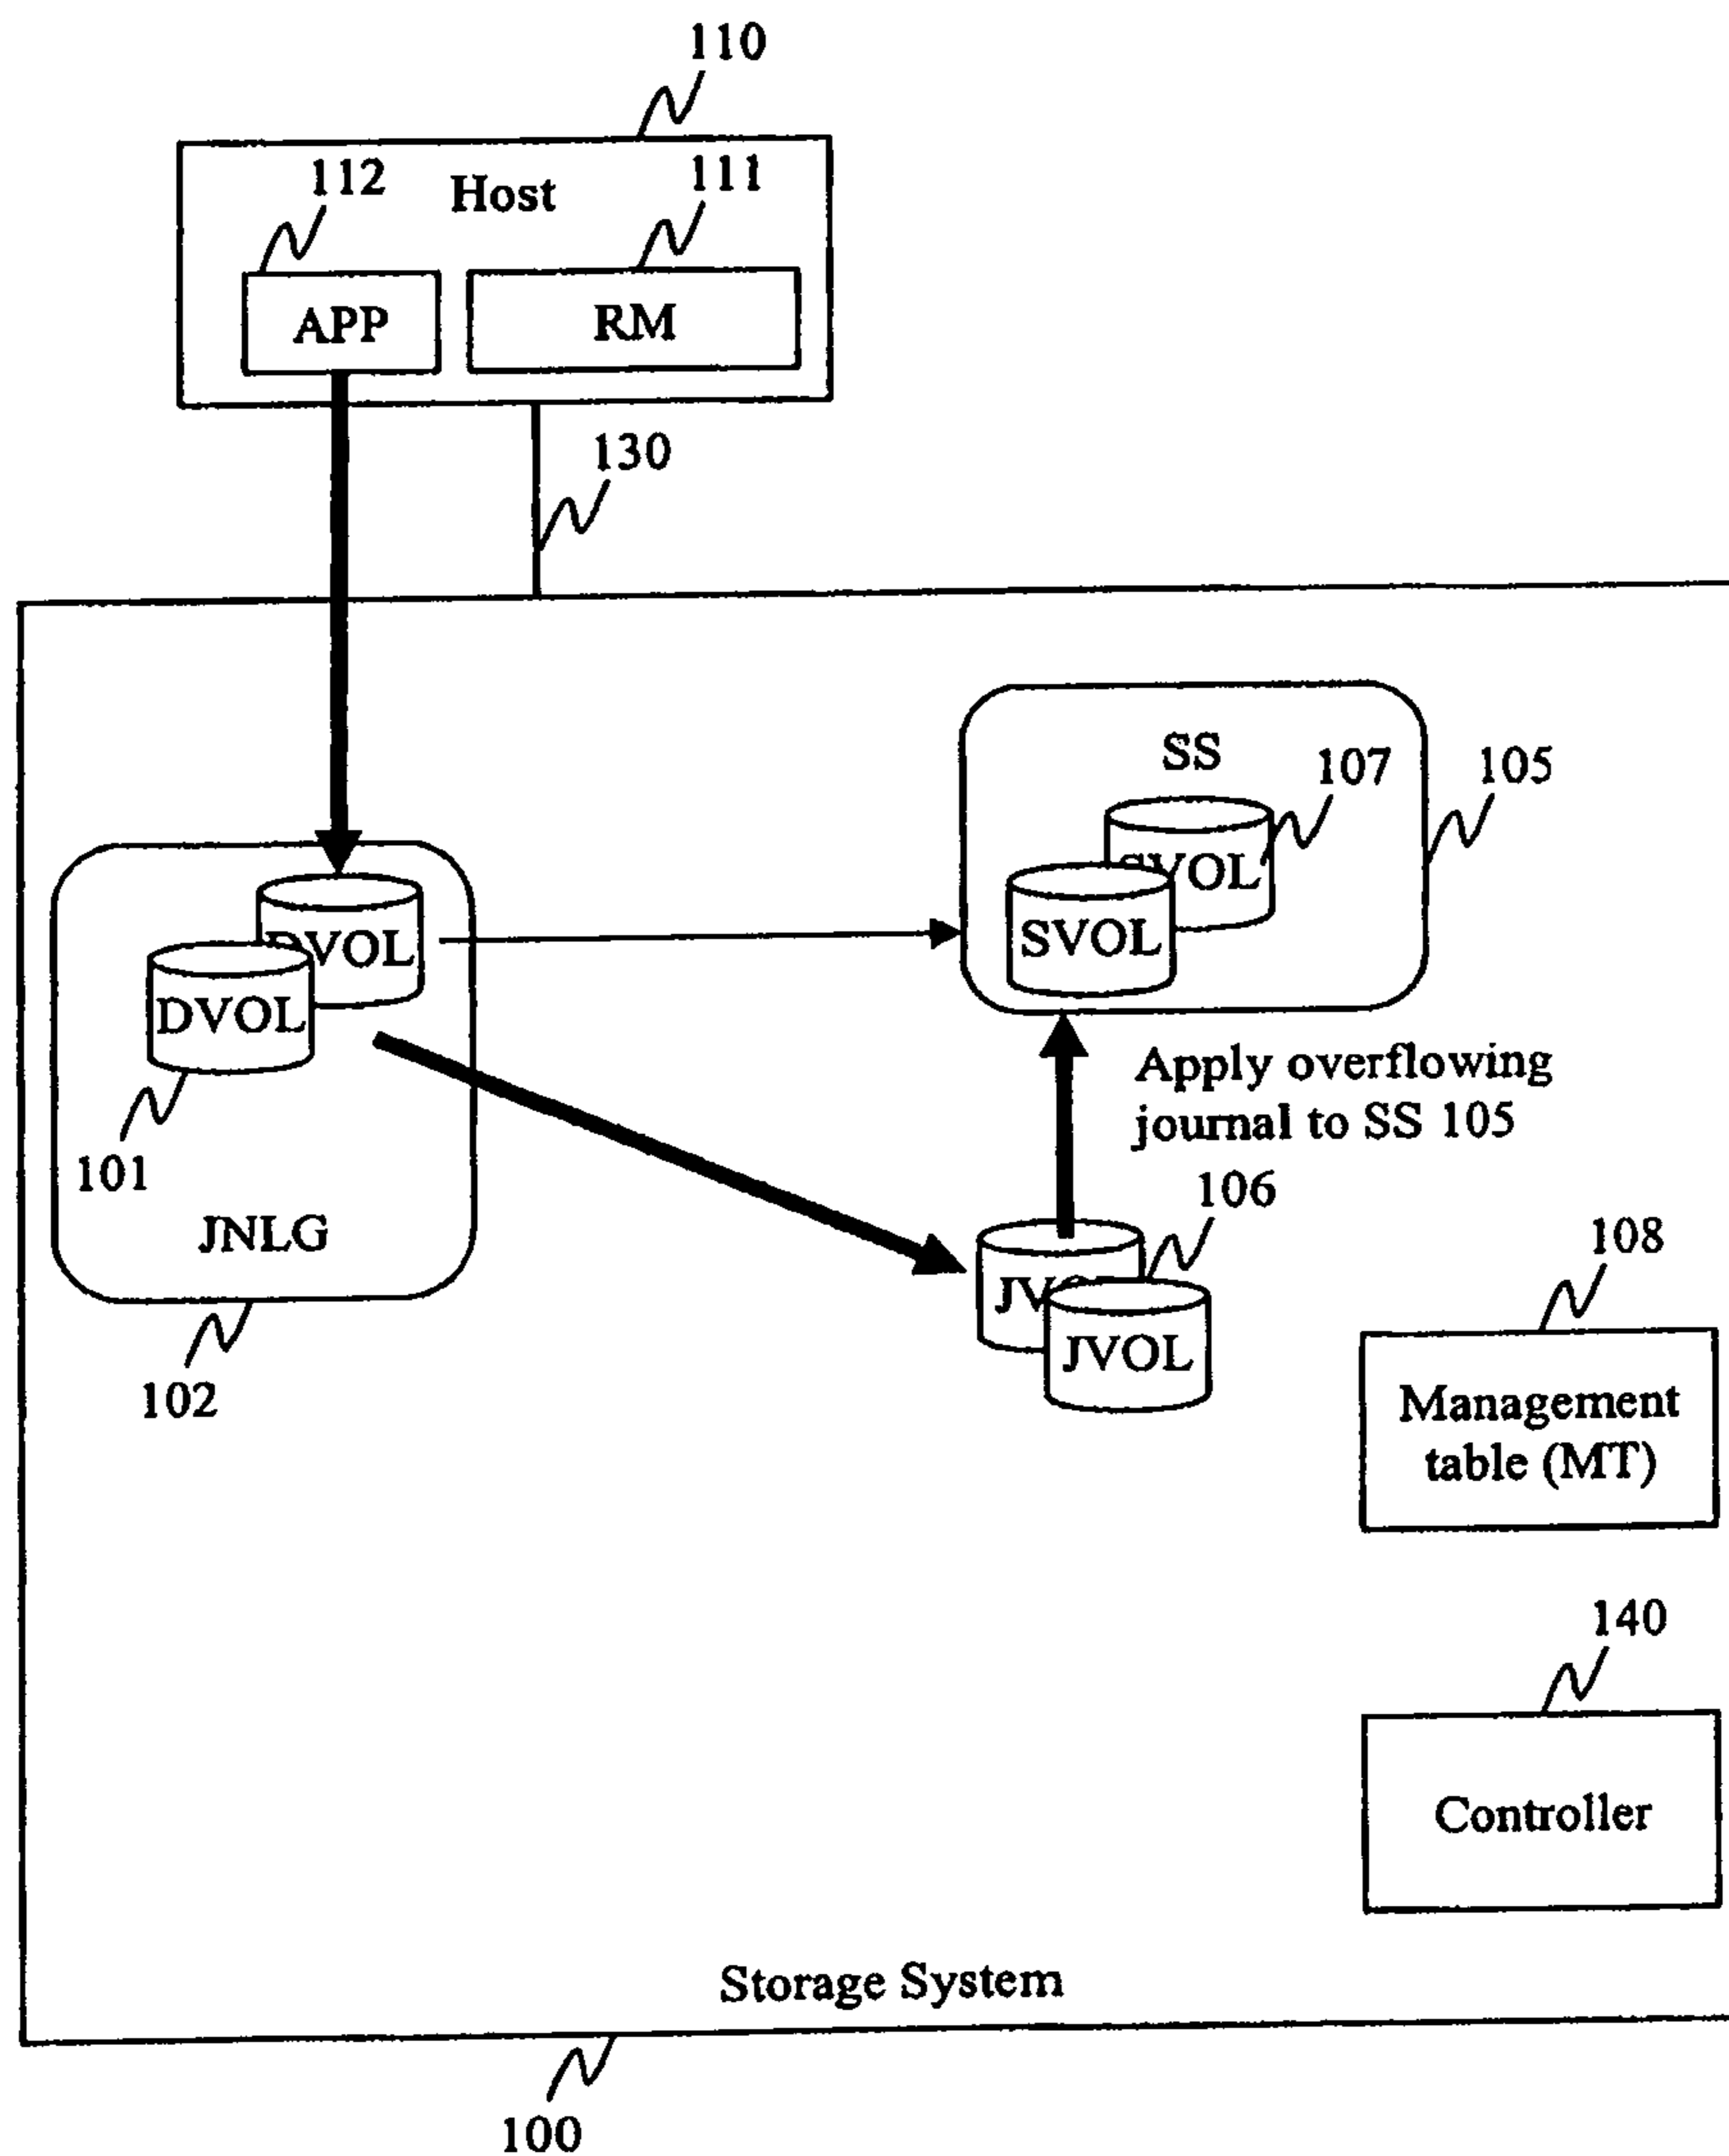 110
112
Host
111
APP
RM
130
SS
107
105
SVOL
SVOL
DVOL
DVOL
Apply overflowing
journal to SS 105
101
106
JNLG
108
JVOL
102
Management
table (MT)
140
Controller
Storage System
100